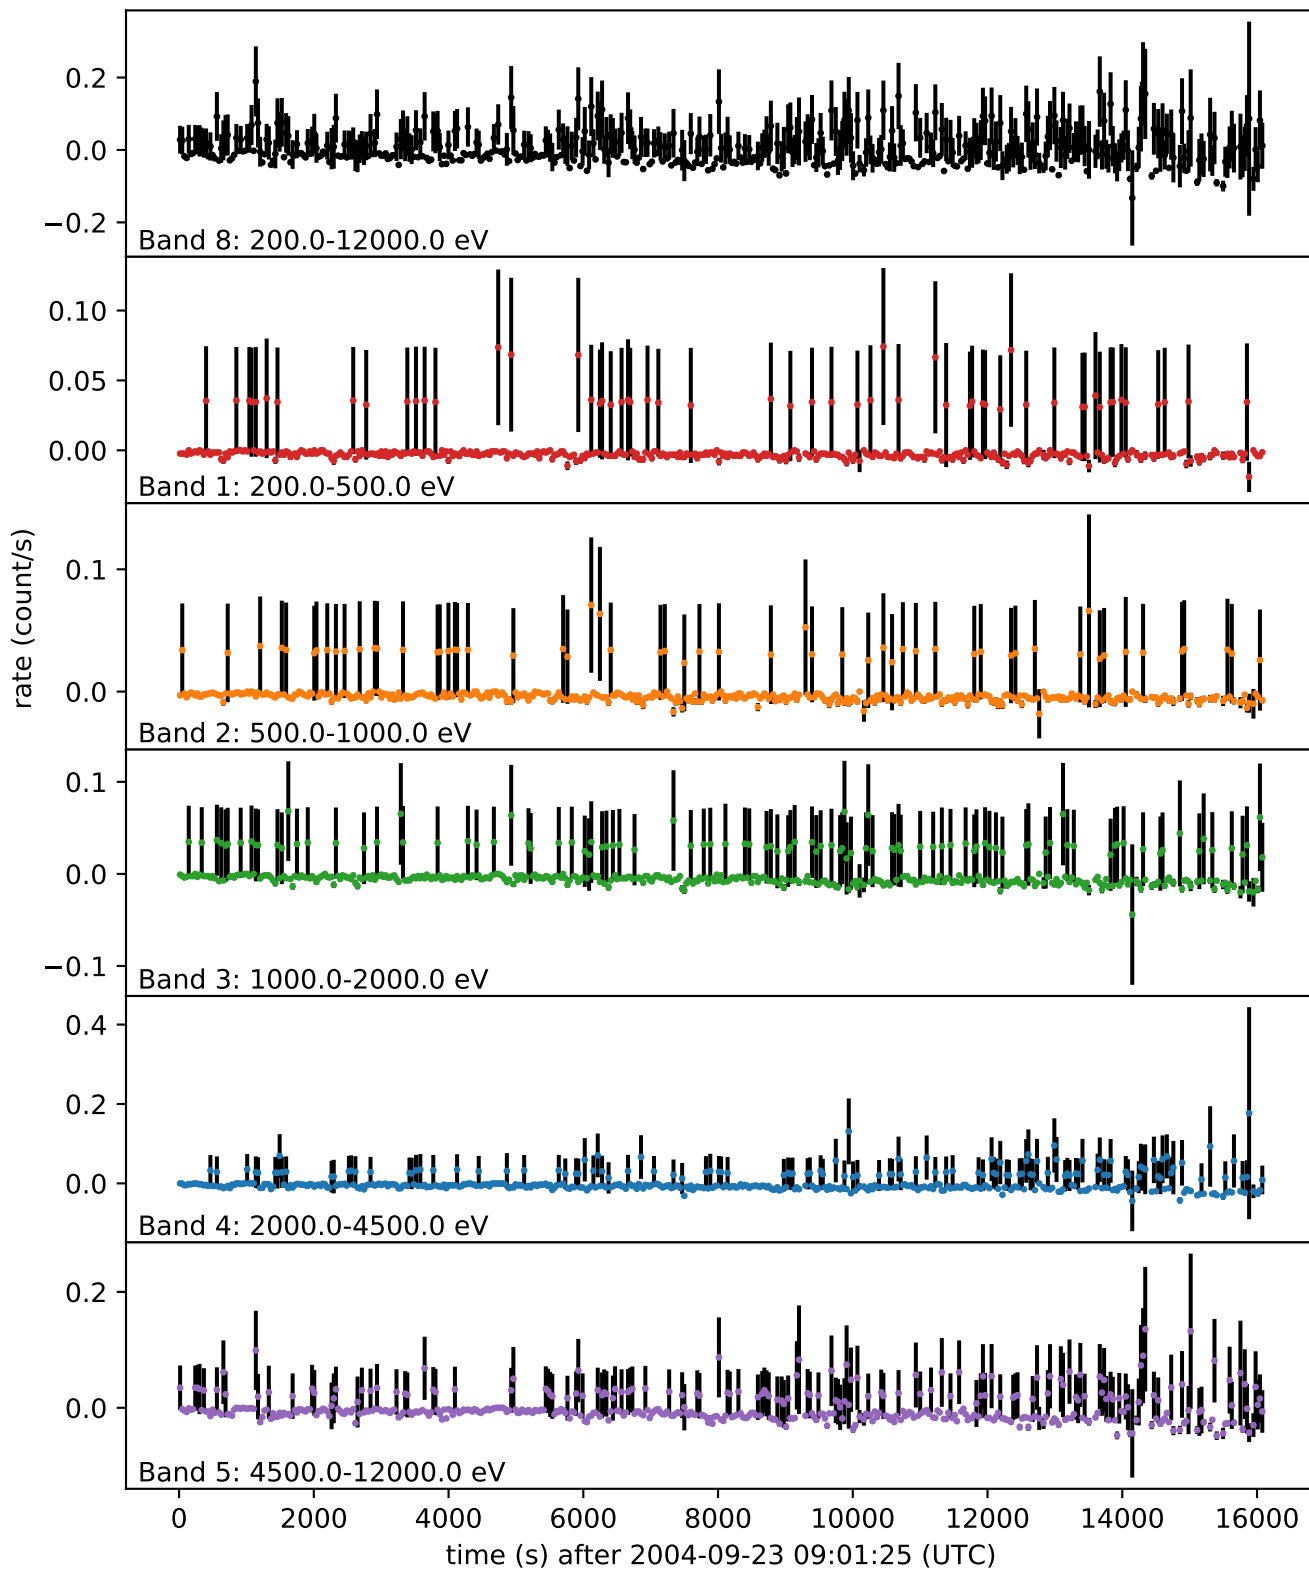 0.2
0.0
−0.2
Band 8: 200.0-12000.0 eV
0.10
0.05
0.00
Band 1: 200.0-500.0 eV
0.1
0.0
Band 2: 500.0-1000.0 eV
rate (count/s)
0.1
0.0
−0.1
Band 3: 1000.0-2000.0 eV
0.4
0.2
0.0
Band 4: 2000.0-4500.0 eV
0.2
0.0
Band 5: 4500.0-12000.0 eV
0 2000 4000 6000 8000 10000 12000 14000 16000
time (s) after 2004-09-23 09:01:25 (UTC)